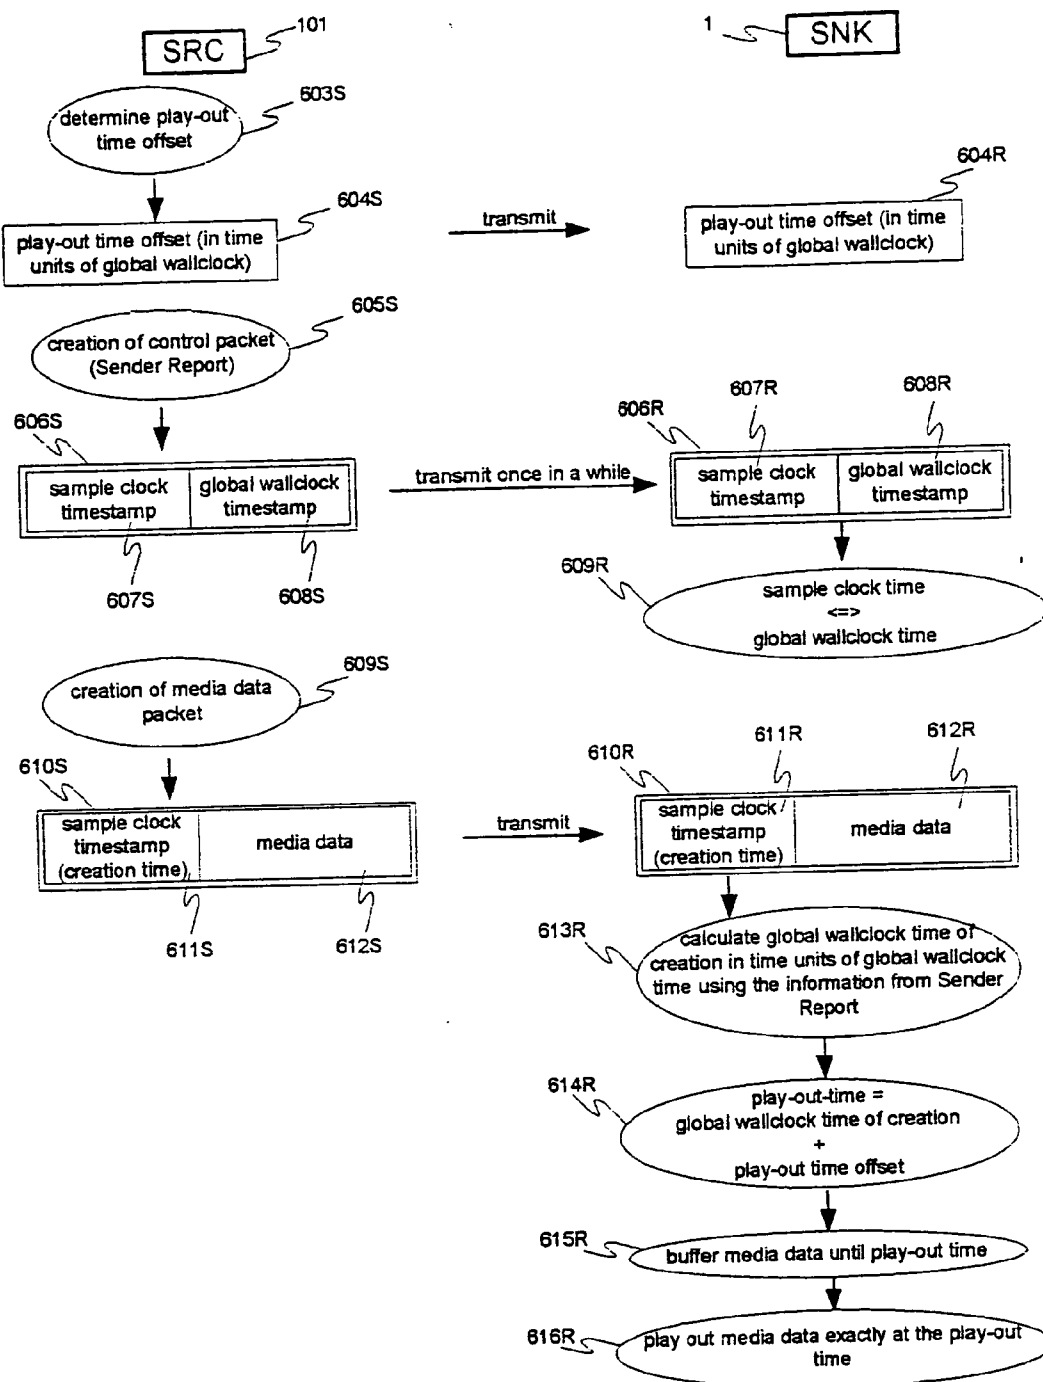 101
SRC
1
SNK
603S
determine play-out
time offset
604R
604S
play-out time offset (in time
units of global wallclock)
transmit
play-out time offset (in time
units of global wallclock)
605S
creation of control packet
(Sender Report)
606S
sample clock
timestamp
global wallclock
timestamp
607S
608S
transmit once in a while
606R
607R
608R
sample clock
timestamp
global wallclock
timestamp
609R
sample clock time
<=>
global wallclock time
609S
creation of media data
packet
610S
sample clock
timestamp
(creation time)
media data
611S
612S
transmit
610R
611R
612R
sample clock
timestamp
(creation time)
media data
613R
calculate global wallclock time of
creation in time units of global wallclock
time using the information from Sender
Report
614R
play-out-time =
global wallclock time of creation
+
play-out time offset
615R
buffer media data until play-out time
616R
play out media data exactly at the play-out
time